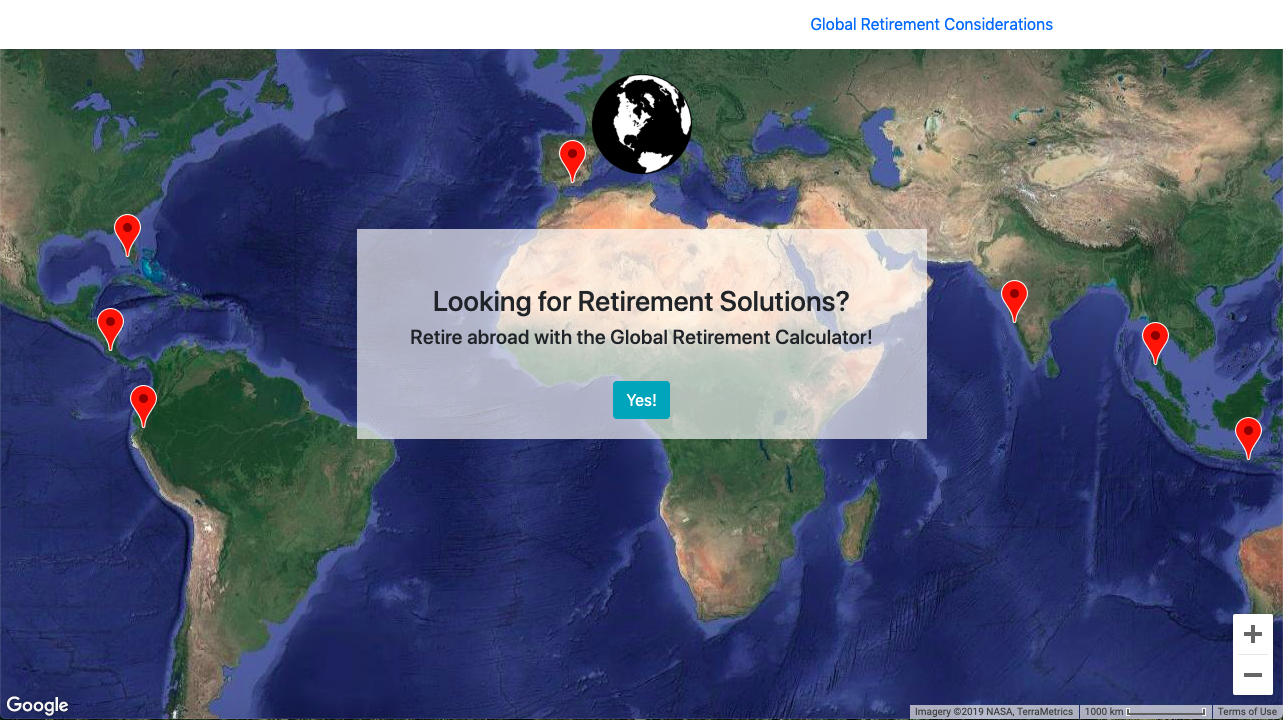 Global Retirement Considerations
Looking for Retirement Solutions?
Retire abroad with the Global Retirement Calculator!
Yes!
Google
Imagery ©2019 NASA, TerraMetrics 1000 km Terms of Use